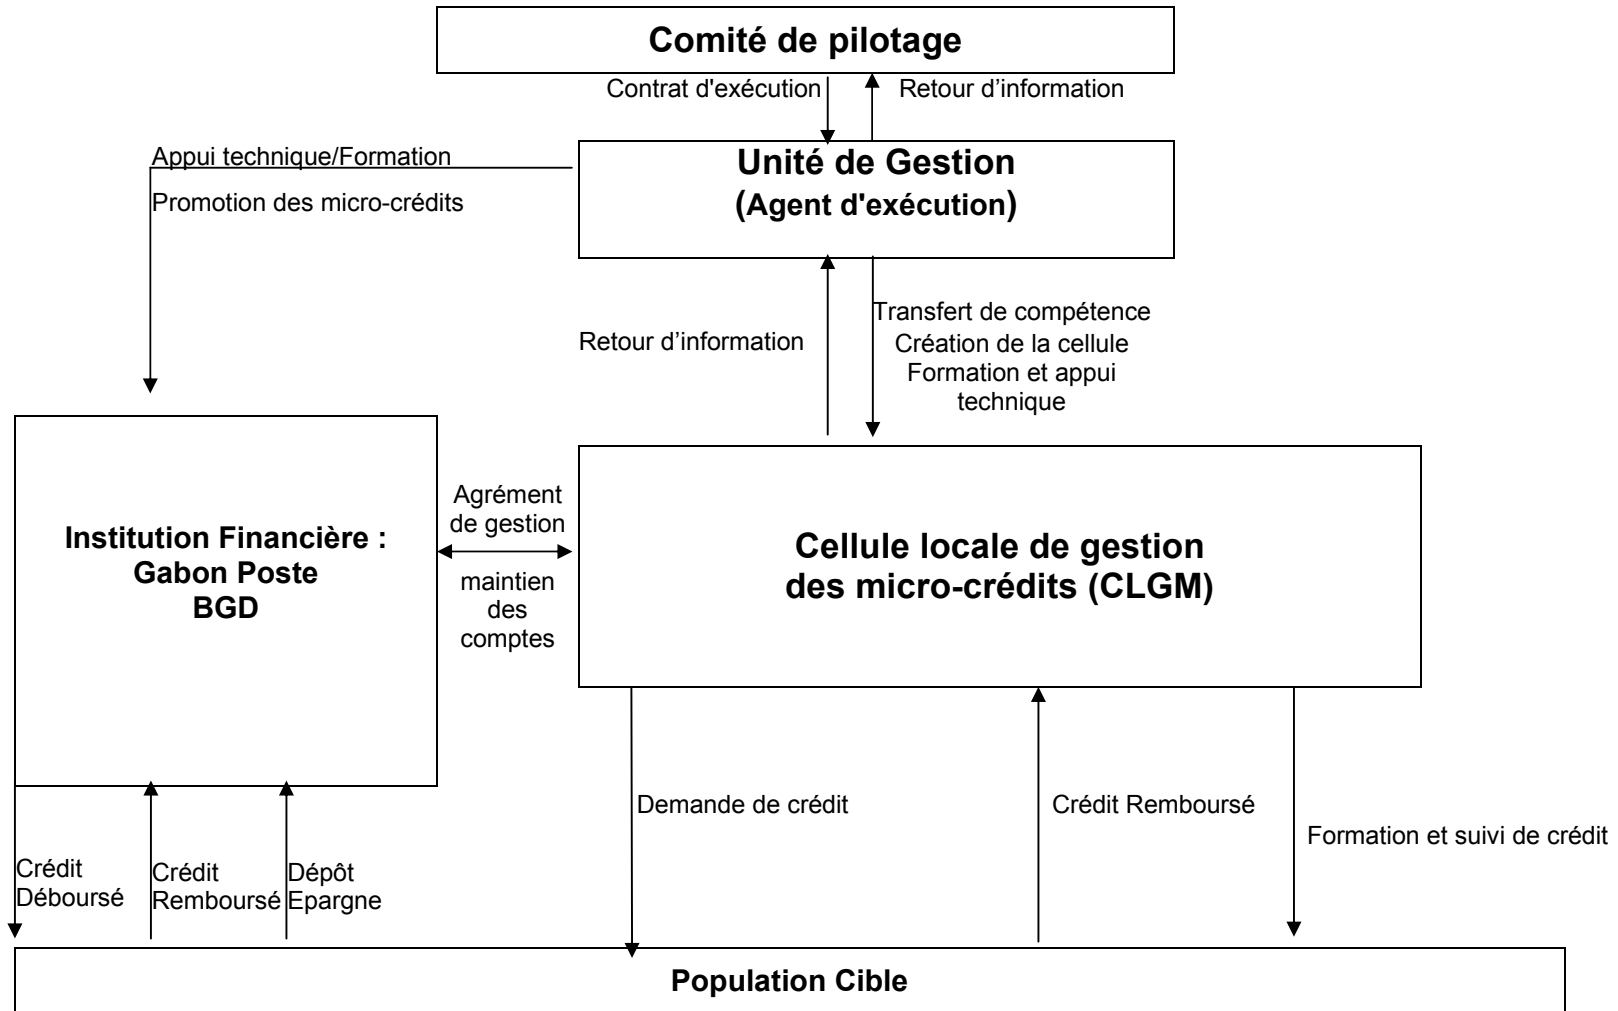 Comité de pilotage
Contrat d'exécution
Retour d’information
Appui technique/Formation
Promotion des micro-crédits
Unité de Gestion
(Agent d'exécution)
Retour d’information
Transfert de compétence
Création de la cellule
Formation et appui
technique
Institution Financière :
Gabon Poste
BGD
Agrément
de gestion
maintien
des
comptes
Cellule locale de gestion
des micro-crédits (CLGM)
Demande de crédit
Crédit Remboursé
Formation et suivi de crédit
Crédit
Déboursé
Crédit
Remboursé
Dépôt
Epargne
Population Cible